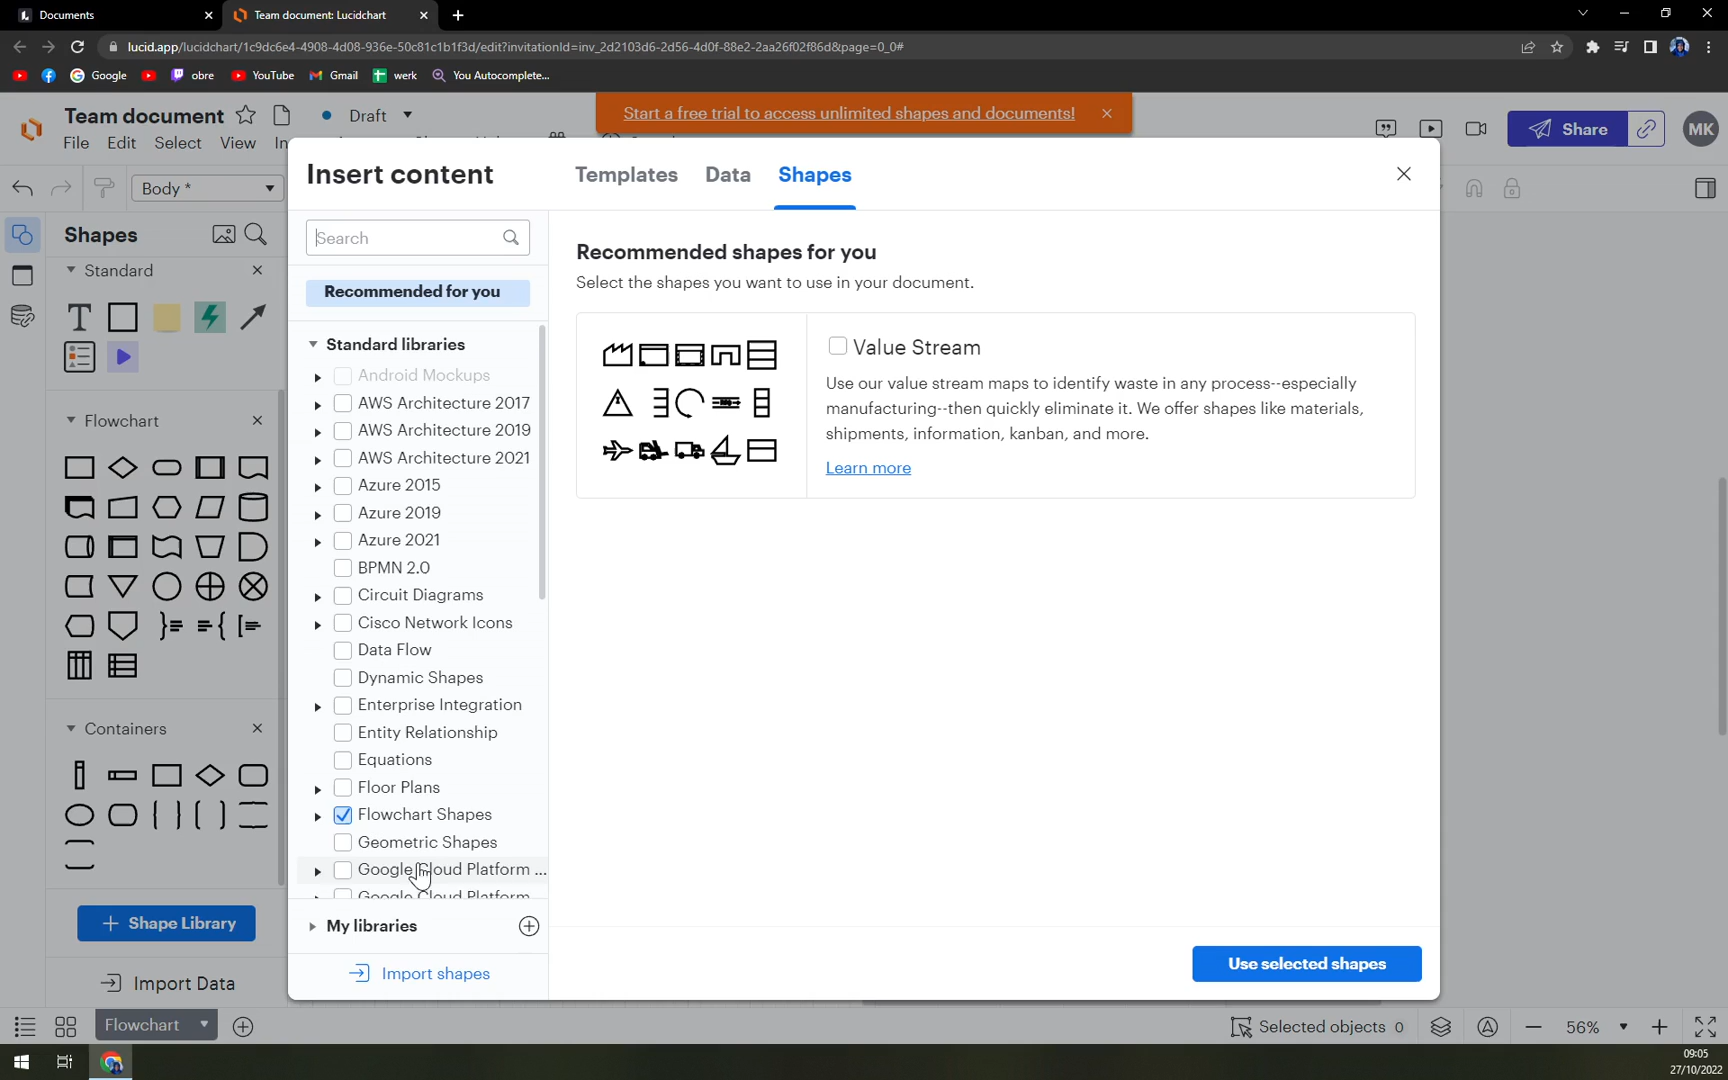 Documents
Team document: Lucidchart
lucid.app/lucidchart/1c9dc6e4-4908-4d08-936e-50c81c1b1f3d/edit?invitationId=inv_2d2103d6-2d56-4d0f-88e2-2aa26f02f86d&page=0_0#
Google
obre
YouTube
Gmail
werk
You Autocomplete...
Team document
Draft
Start a free trial to access unlimited shapes and documents!
Share
MK
File Edit Select View In
Body *
Insert content
Templates Data Shapes
Shapes
Search
Recommended for you
Recommended shapes for you
Select the shapes you want to use in your document.
Standard
T
Flowchart
Containers
+ Shape Library
Import Data
Standard libraries
Android Mockups
AWS Architecture 2017
AWS Architecture 2019
AWS Architecture 2021
Azure 2015
Azure 2019
Azure 2021
BPMN 2.0
Circuit Diagrams
Cisco Network Icons
Data Flow
Dynamic Shapes
Enterprise Integration
Entity Relationship
Equations
Floor Plans
Flowchart Shapes
Geometric Shapes
Google Cloud Platform ...
Google Cloud Platform
My libraries
Import shapes
Value Stream
Use our value stream maps to identify waste in any process--especially
manufacturing--then quickly eliminate it. We offer shapes like materials,
shipments, information, kanban, and more.
Learn more
Use selected shapes
Flowchart
Selected objects 0
56%
09:05
27/10/2022